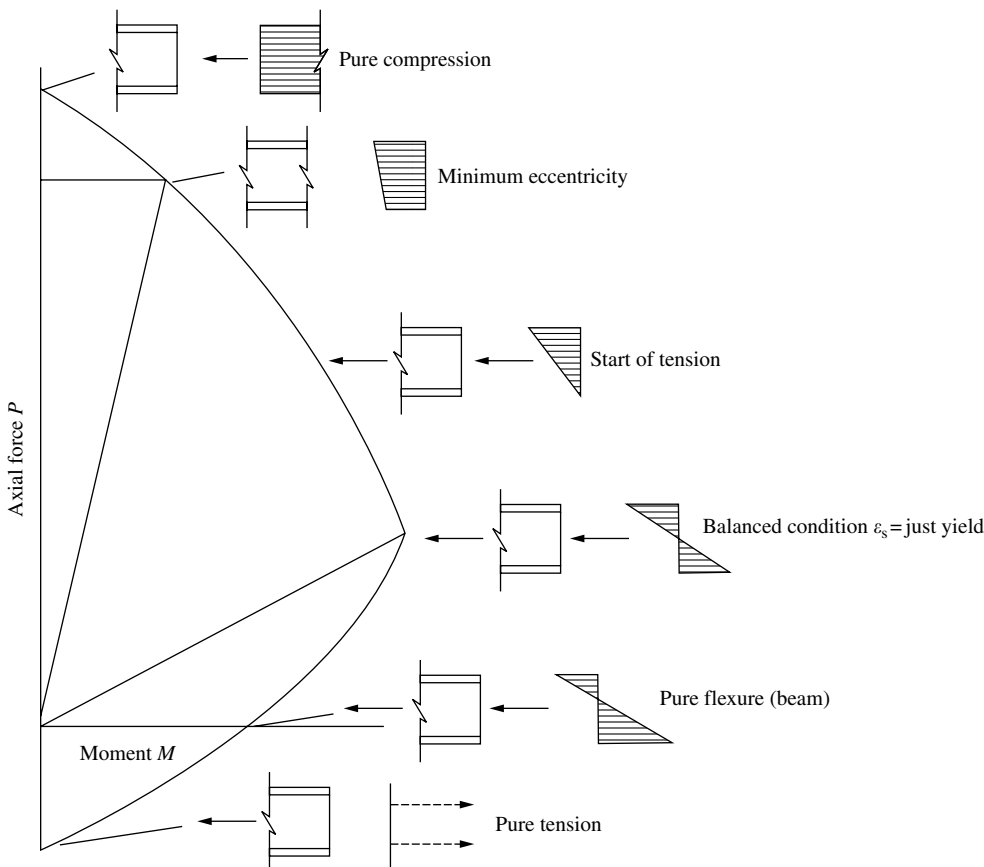 Pure compression
Minimum eccentricity
Start of tension
Axial force P
Balanced condition εs = just yield
Pure flexure (beam)
Moment M
Pure tension